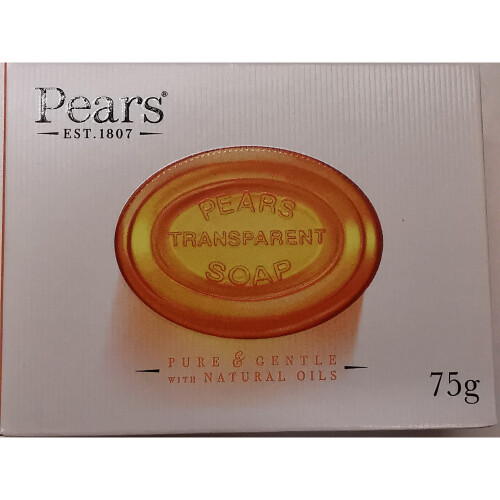 Pears®
EST.1807
PEARS
TRANSPARENT
SOAP
PURE & GENTLE
WITH NATURAL OILS
75g